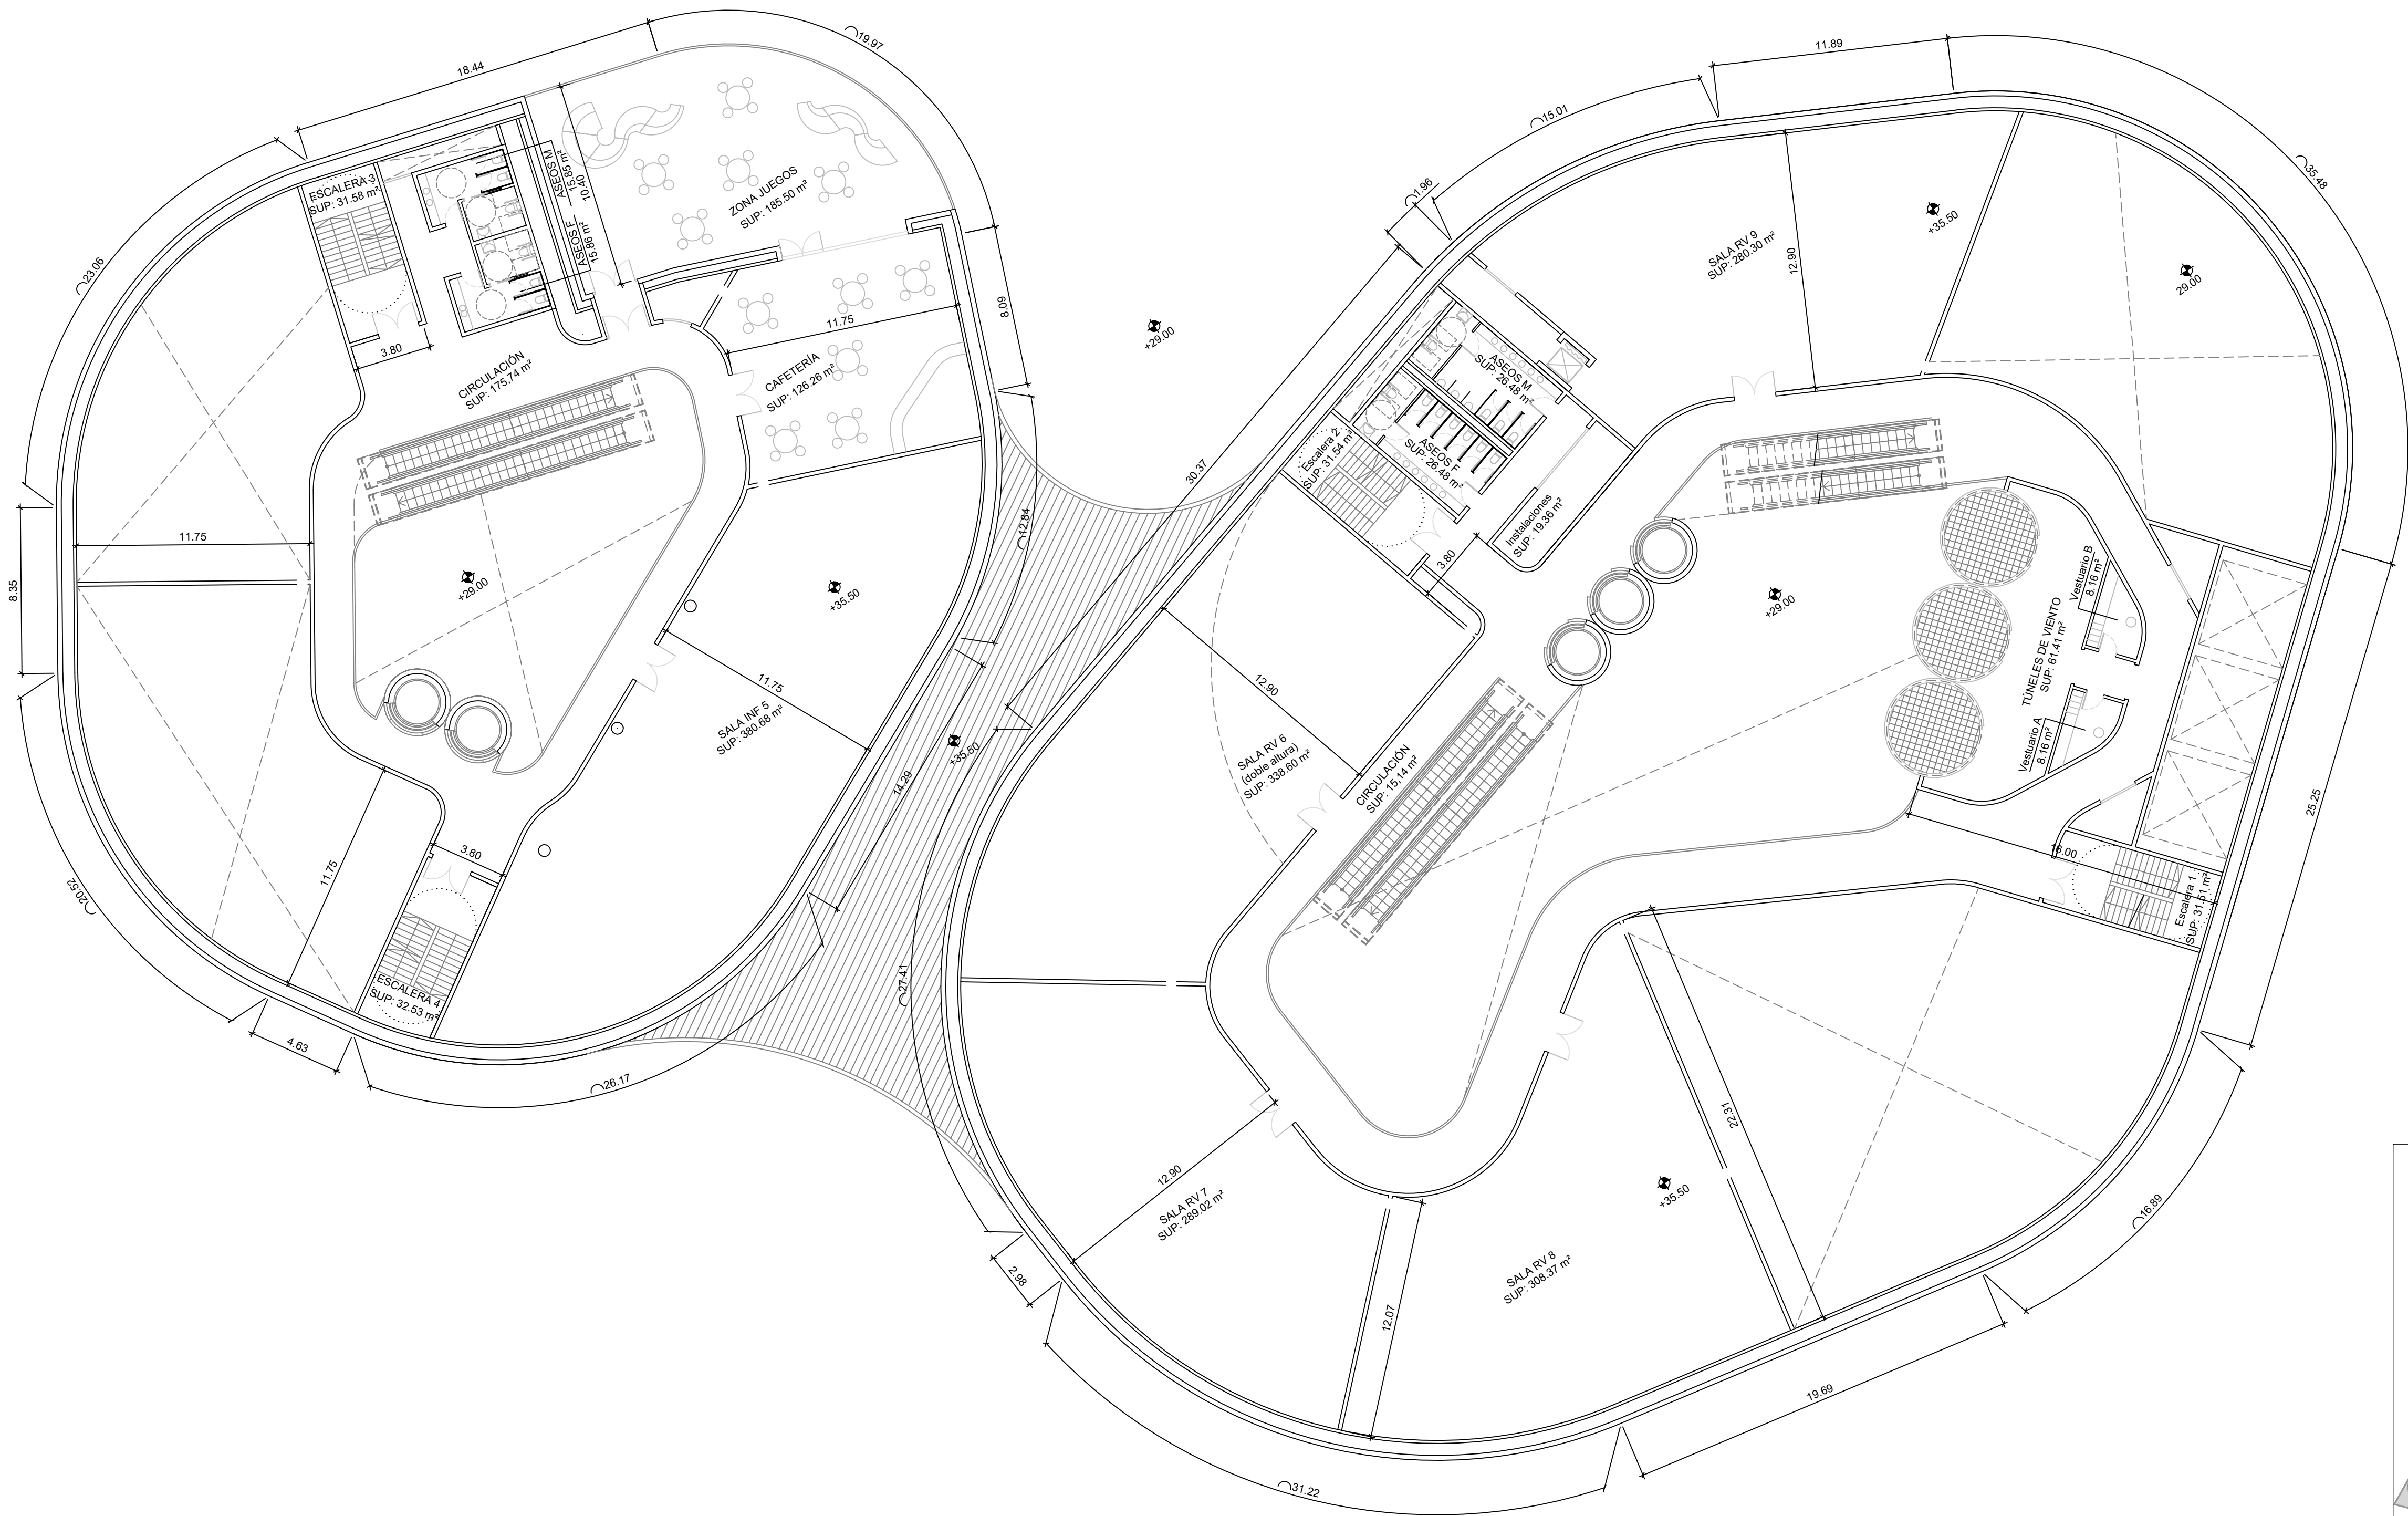 18.44
19.97
23.06
8.35
20.52
4.63
26.17
14.29
12.84
8.09
ESCALERA 3
SUP: 31.58 m²
ASEOS M
15.85 m²
ASEOS F
15.86 m²
10.40
ZONA JUEGOS
SUP: 185.50 m²
3.80
CIRCULACIÓN
SUP: 175,74 m²
11.75
CAFETERÍA
SUP: 126.26 m²
11.75
+29.00
+35.50
11.75
SALA INF 5
SUP: 380.68 m²
11.75
3.80
ESCALERA 4
SUP: 32.53 m²
+29.00
+35.50
11.89
15.01
1.96
35.48
30.37
27.41
2.98
31.22
19.69
16.89
25.25
SALA RV 9
SUP: 280.30 m²
12.90
+35.50
29.00
ASEOS M
SUP: 26.48 m²
ASEOS F
SUP: 26.48 m²
Escalera 2
SUP: 31.54 m²
Instalaciones
SUP: 19.36 m²
3.80
+29.00
Vestuario B
8.16 m²
TÚNELES DE VIENTO
SUP: 61.41 m²
Vestuario A
8.16 m²
12.90
SALA RV 6
(doble altura)
SUP: 338.60 m²
CIRCULACIÓN
SUP: 15,14 m²
16.00
Escalera 1
SUP: 31.51 m²
22.31
12.90
SALA RV 7
SUP: 289.02 m²
+35.50
SALA RV 8
SUP: 308.37 m²
12.07